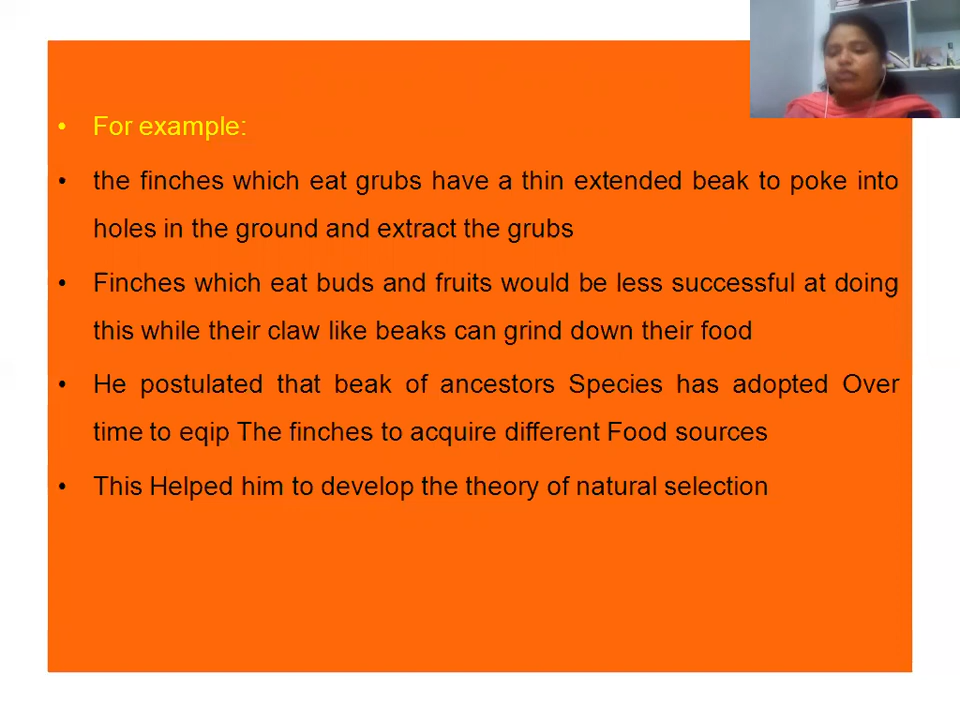 • For example:
• the finches which eat grubs have a thin extended beak to poke into
holes in the ground and extract the grubs
• Finches which eat buds and fruits would be less successful at doing
this while their claw like beaks can grind down their food
• He postulated that beak of ancestors Species has adopted Over
time to eqip The finches to acquire different Food sources
• This Helped him to develop the theory of natural selection